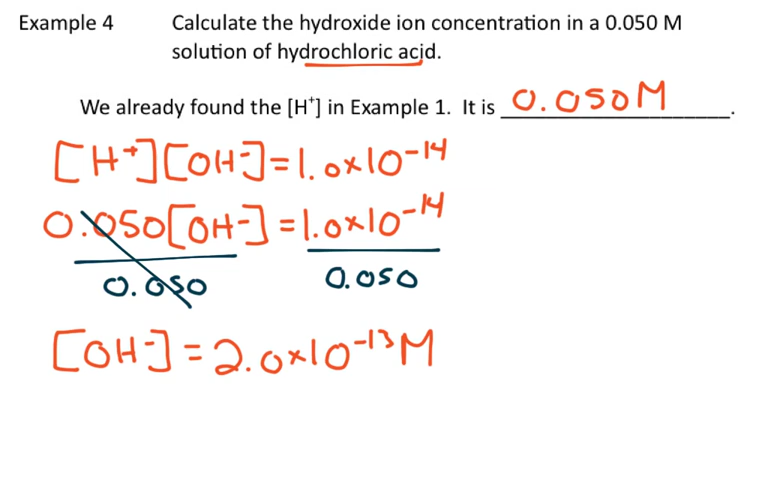 Example 4 Calculate the hydroxide ion concentration in a 0.050 M
solution of hydrochloric acid.
We already found the [H⁺] in Example 1. It is 0.050M.
[H⁺][OH⁻]=1.0×10⁻¹⁴
0.050[OH⁻]=1.0×10⁻¹⁴
0.050 0.050
[OH⁻]=2.0×10⁻¹³M